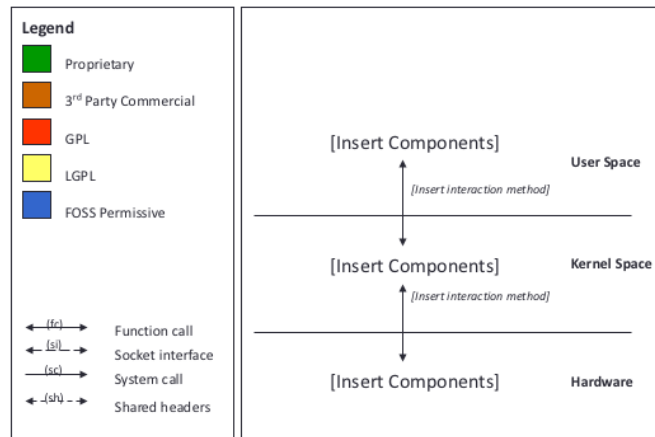 Legend
Proprietary
3rd Party Commercial
GPL
LGPL
FOSS Permissive
(fc)
Function call
(si)
Socket interface
(sc)
System call
(sh)
Shared headers
[Insert Components]
User Space
[Insert interaction method]
[Insert Components]
Kernel Space
[Insert interaction method]
[Insert Components]
Hardware